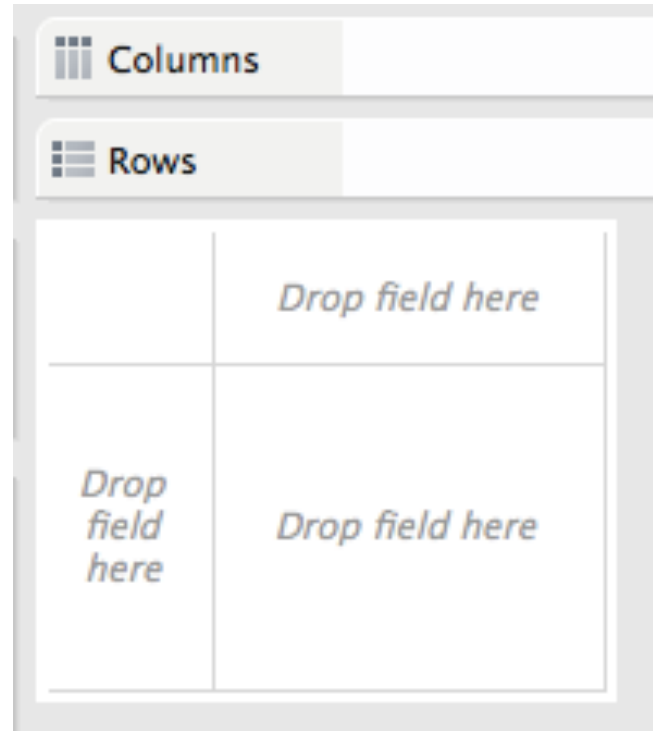 Columns
Rows
Drop field here
Drop
field
here
Drop field here